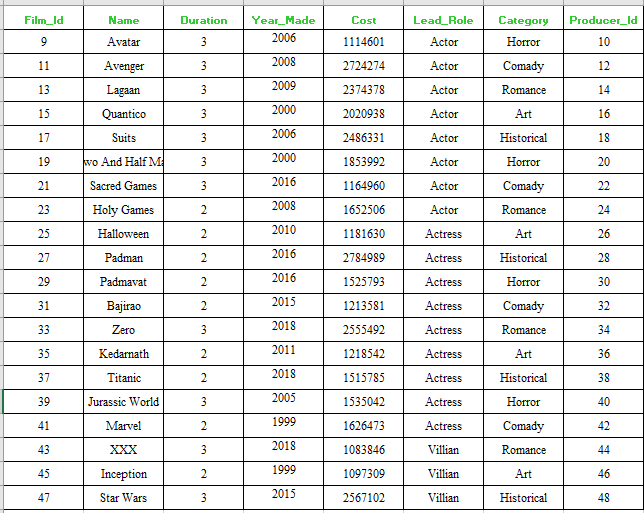 Film_Id Name Duration Year_Made Cost Lead_Role Category Producer_Id
9 Avatar 3 2006 1114601 Actor Horror 10
11 Avenger 3 2008 2724274 Actor Comady 12
13 Lagaan 3 2009 2374378 Actor Romance 14
15 Quantico 3 2000 2020938 Actor Art 16
17 Suits 3 2006 2486331 Actor Historical 18
19 wo And Half Ma 3 2000 1853992 Actor Horror 20
21 Sacred Games 3 2016 1164960 Actor Comady 22
23 Holy Games 2 2008 1652506 Actor Romance 24
25 Halloween 2 2010 1181630 Actress Art 26
27 Padman 2 2016 2784989 Actress Historical 28
29 Padmavat 2 2016 1525793 Actress Horror 30
31 Bajirao 2 2015 1213581 Actress Comady 32
33 Zero 3 2018 2555492 Actress Romance 34
35 Kedarnath 2 2011 1218542 Actress Art 36
37 Titanic 2 2018 1515785 Actress Historical 38
39 Jurassic World 3 2005 1535042 Actress Horror 40
41 Marvel 2 1999 1626473 Actress Comady 42
43 XXX 3 2018 1083846 Villian Romance 44
45 Inception 2 1999 1097309 Villian Art 46
47 Star Wars 3 2015 2567102 Villian Historical 48